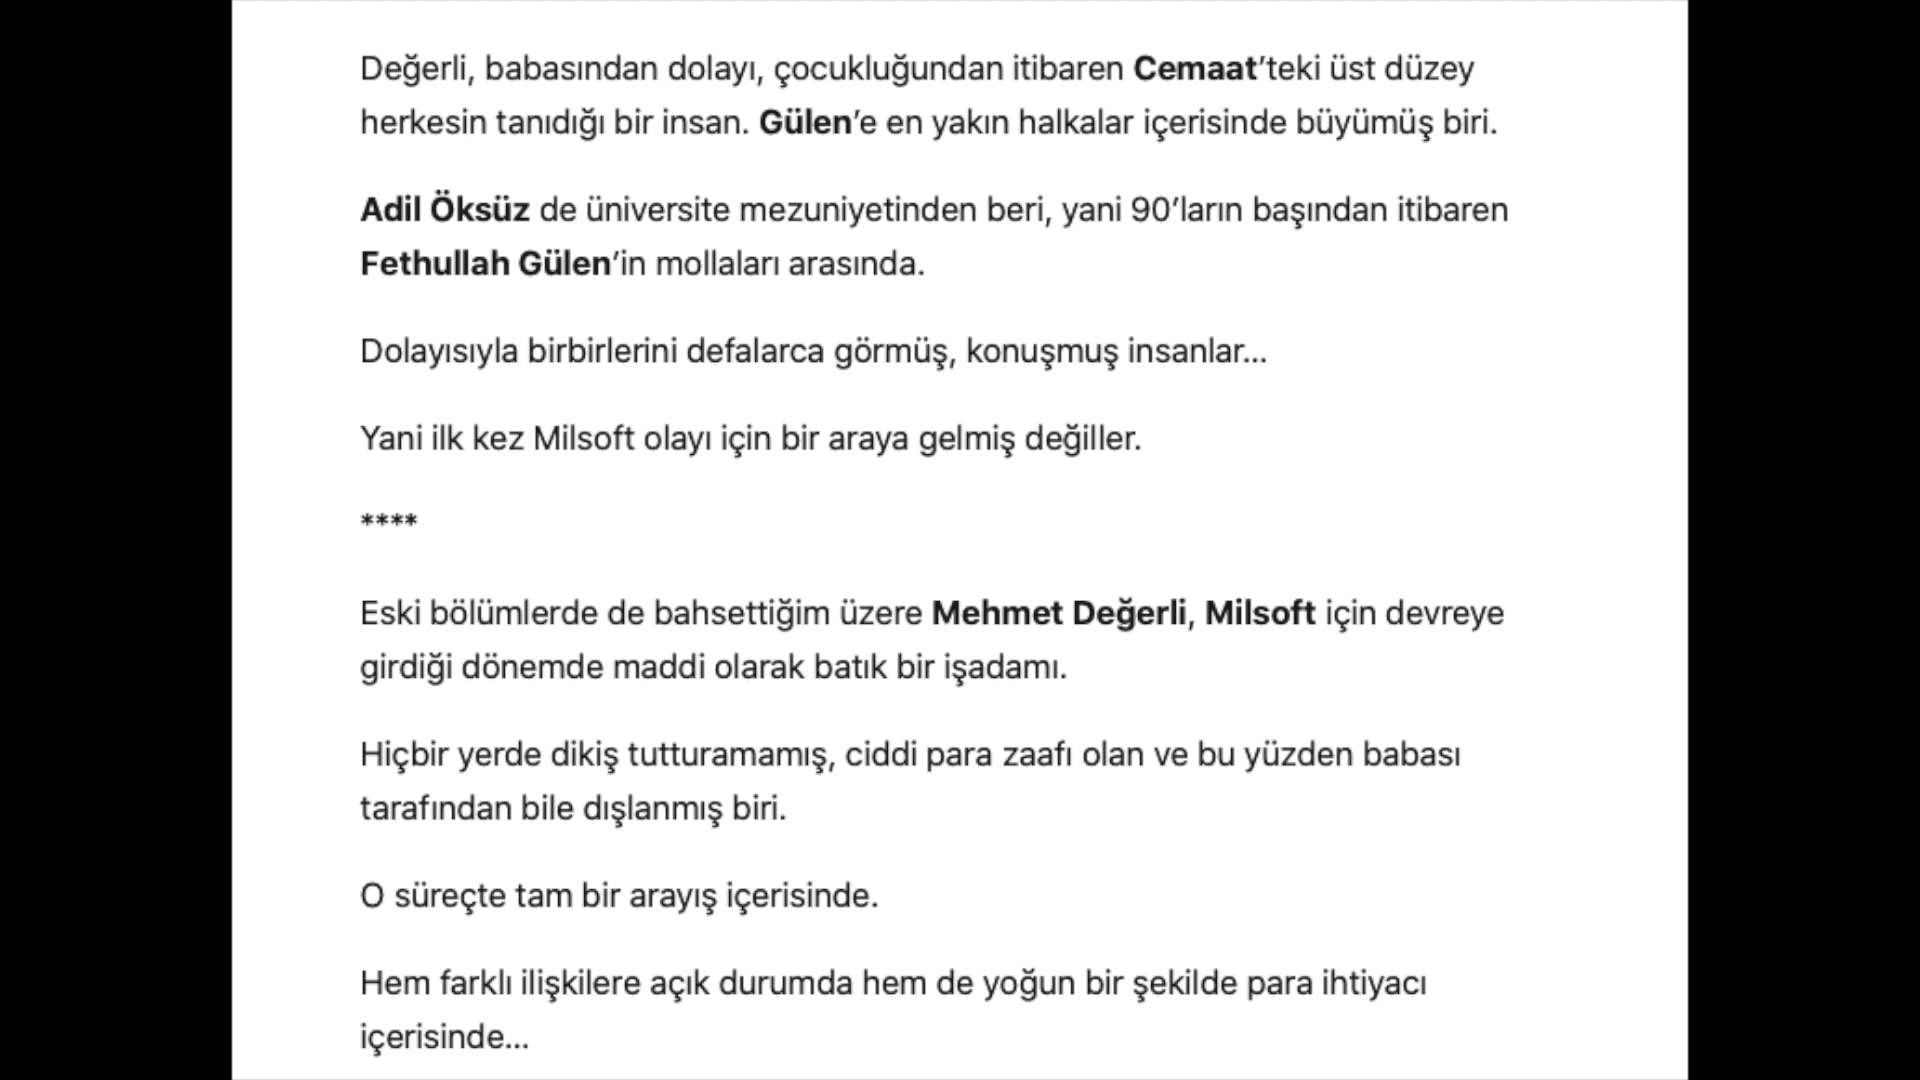 Değerli, babasından dolayı, çocukluğundan itibaren Cemaat’teki üst düzey
herkesin tanıdığı bir insan. Gülen’e en yakın halkalar içerisinde büyümüş biri.
Adil Öksüz de üniversite mezuniyetinden beri, yani 90’ların başından itibaren
Fethullah Gülen’in mollaları arasında.
Dolayısıyla birbirlerini defalarca görmüş, konuşmuş insanlar...
Yani ilk kez Milsoft olayı için bir araya gelmiş değiller.
****
Eski bölümlerde de bahsettiğim üzere Mehmet Değerli, Milsoft için devreye
girdiği dönemde maddi olarak batık bir işadamı.
Hiçbir yerde dikiş tutturamamış, ciddi para zaafı olan ve bu yüzden babası
tarafından bile dışlanmış biri.
O süreçte tam bir arayış içerisinde.
Hem farklı ilişkilere açık durumda hem de yoğun bir şekilde para ihtiyacı
içerisinde...